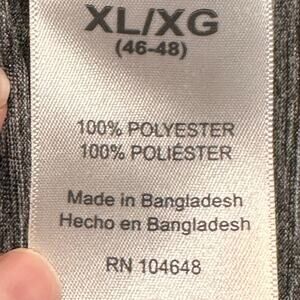 XL/XG
(46-48)
100% POLYESTER
100% POLIÉSTER
Made in Bangladesh
Hecho en Bangladesh
RN 104648